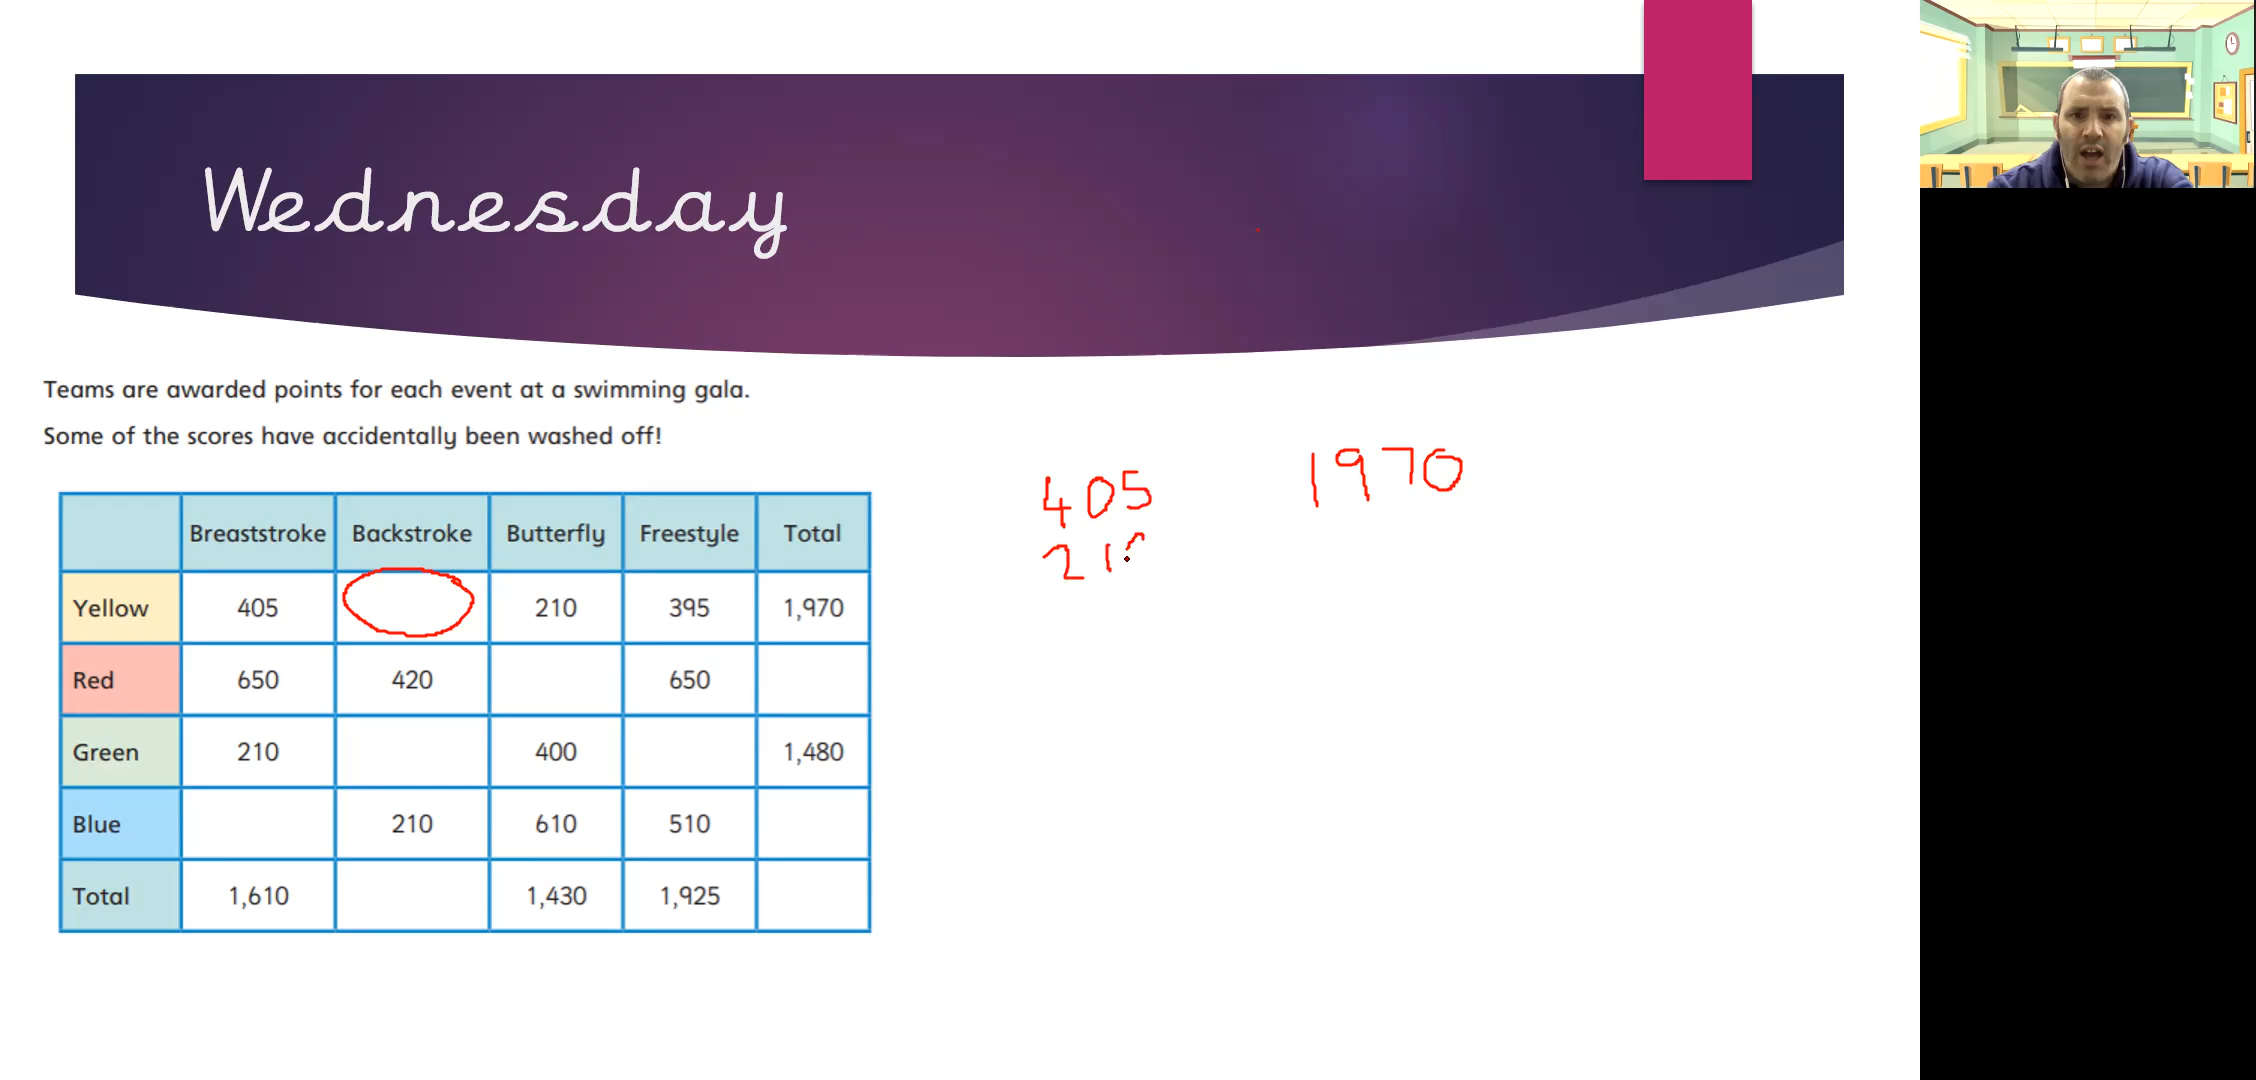 Wednesday
Teams are awarded points for each event at a swimming gala.
Some of the scores have accidentally been washed off!
Breaststroke Backstroke Butterfly Freestyle Total
Yellow 405 210 395 1,970
Red 650 420 650
Green 210 400 1,480
Blue 210 610 510
Total 1,610 1,430 1,925
405 1970
21